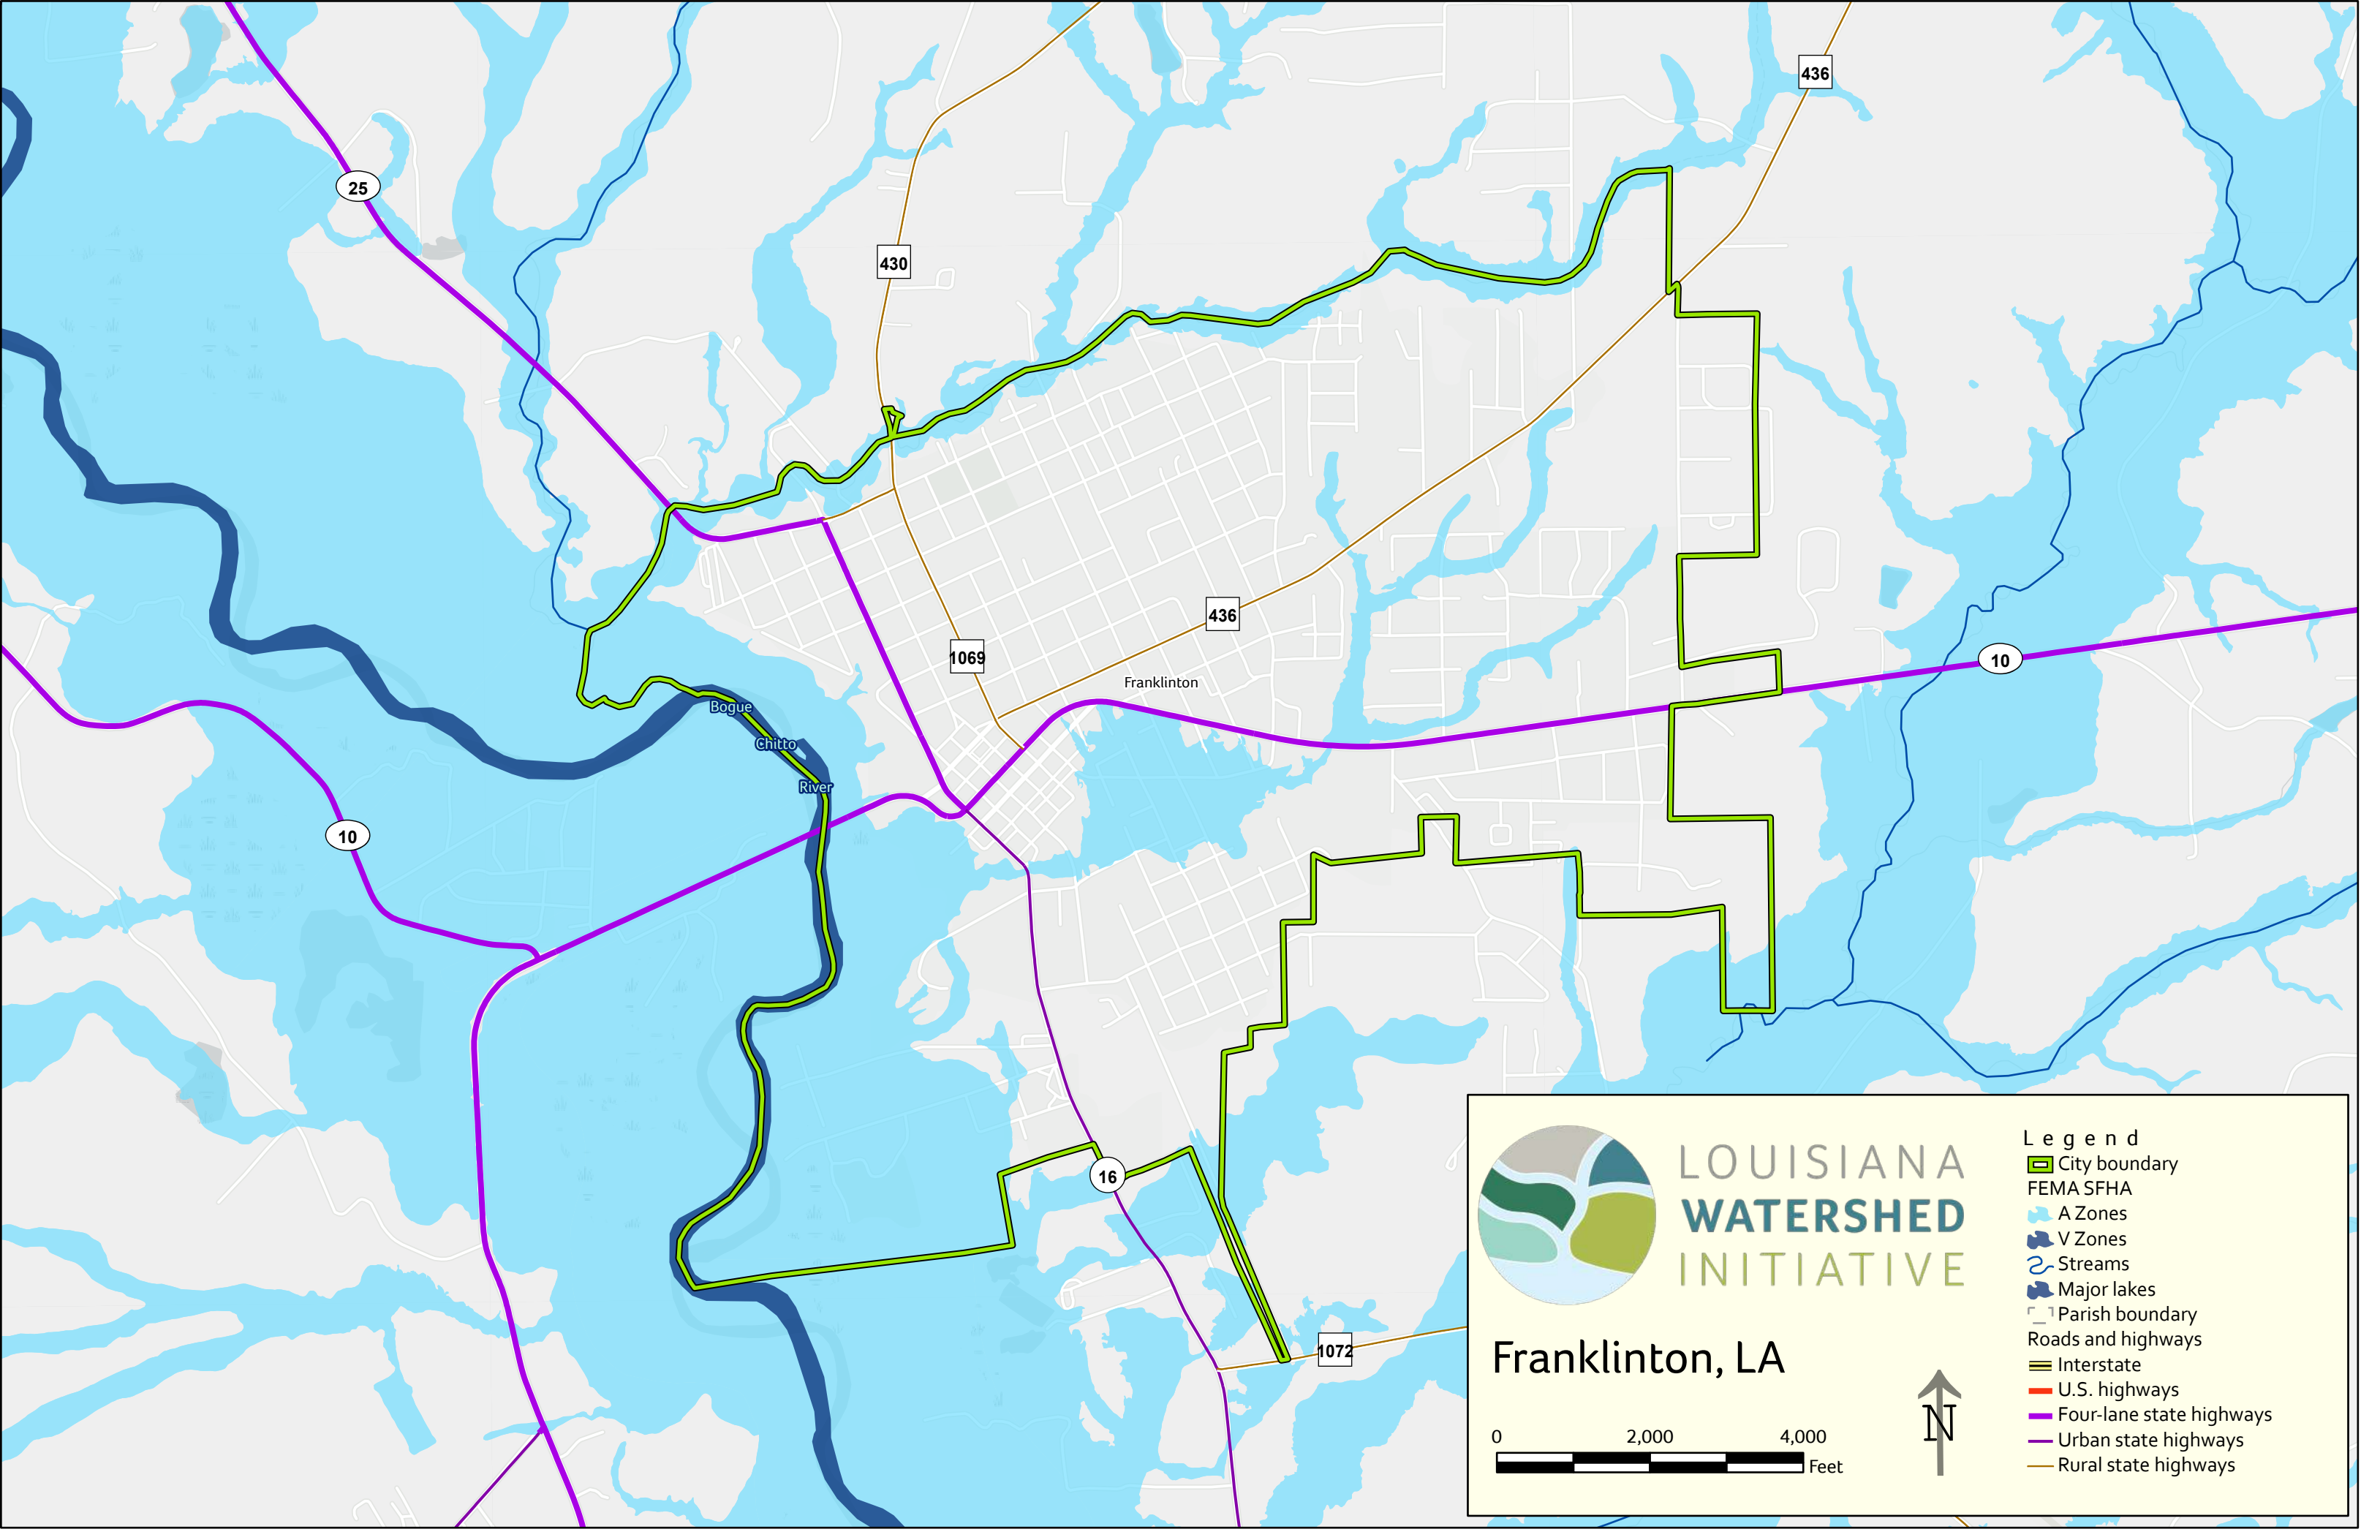 436
25
430
436
1069
10
Franklinton
Bogue
Chitto
River
10
16
1072
LOUISIANA
WATERSHED
INITIATIVE
Franklinton, LA
0 2,000 4,000
Feet
N
Legend
City boundary
FEMA SFHA
A Zones
V Zones
Streams
Major lakes
Parish boundary
Roads and highways
Interstate
U.S. highways
Four-lane state highways
Urban state highways
Rural state highways